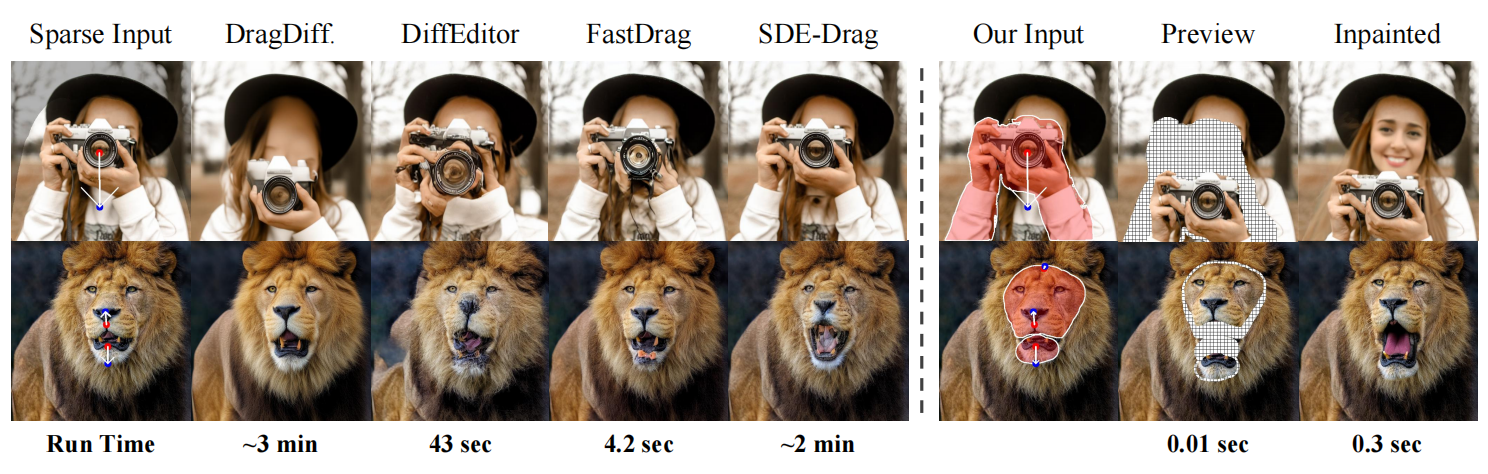 Sparse Input DragDiff. DiffEditor FastDrag SDE-Drag Our Input Preview Inpainted
Run Time ~3 min 43 sec 4.2 sec ~2 min 0.01 sec 0.3 sec